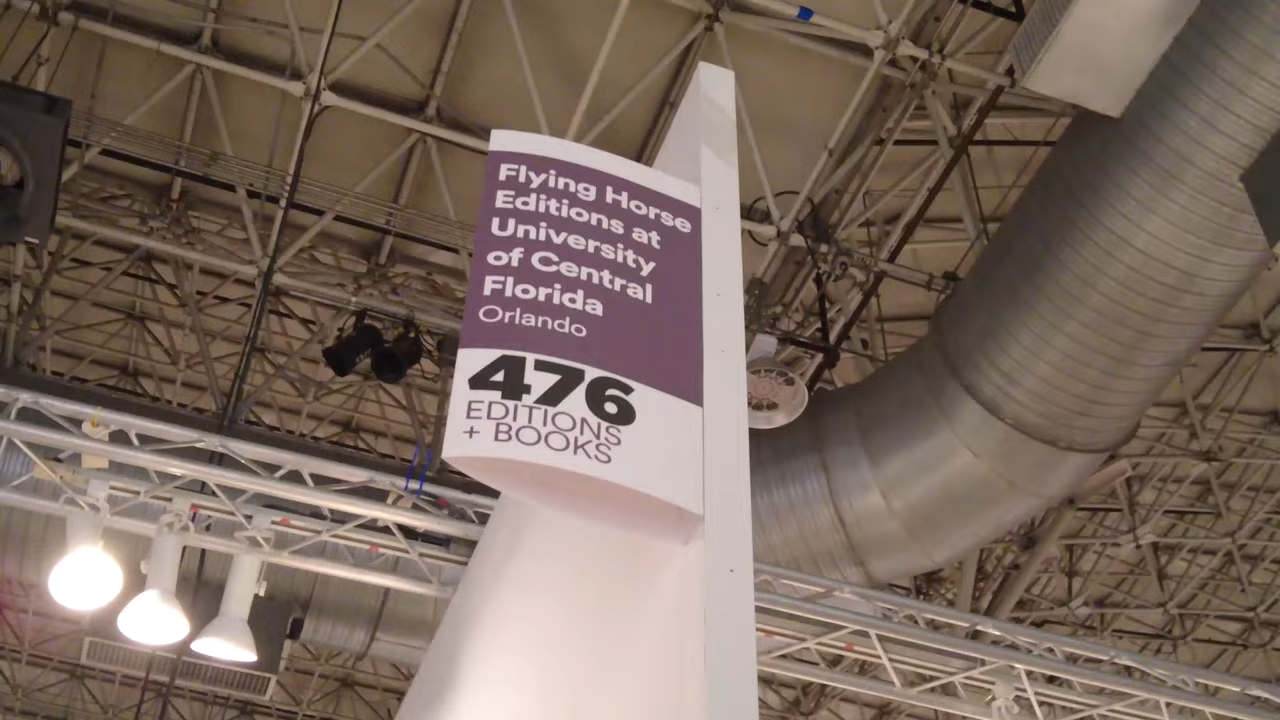 Flying Horse
Editions at
University
of Central
Florida
Orlando
476
EDITIONS
+ BOOKS